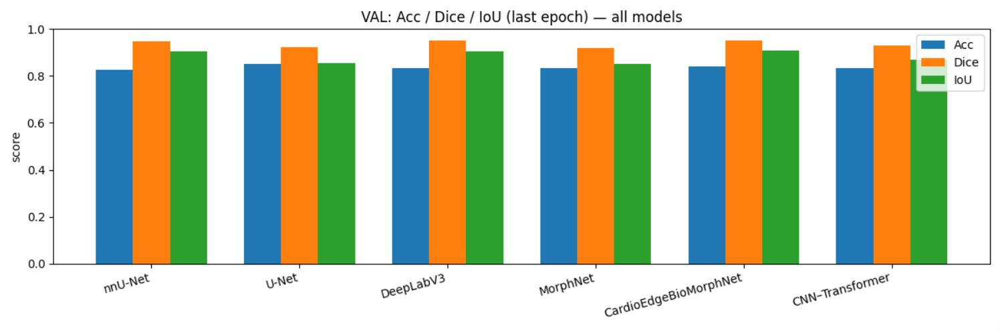 VAL: Acc / Dice / IoU (last epoch) — all models
1.0
0.8
0.6
0.4
0.2
0.0
score
Acc
Dice
IoU
nnU-Net
U-Net
DeepLabV3
MorphNet
CardioEdgeBioMorphNet
CNN–Transformer